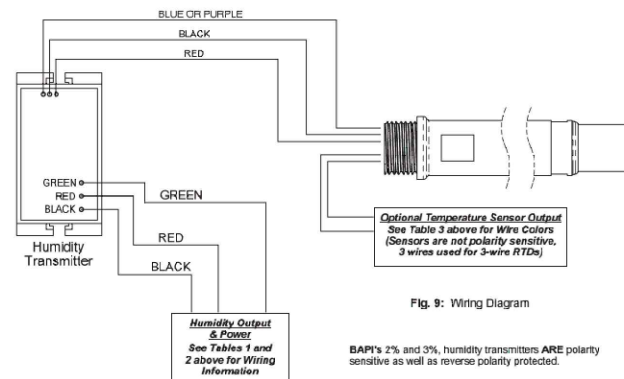 BLUE OR PURPLE
BLACK
RED
GREEN
RED
BLACK
GREEN
RED
BLACK
Humidity
Transmitter
Optional Temperature Sensor Output
See Table 3 above for Wire Colors
(Sensors are not polarity sensitive,
3 wires used for 3-wire RTDs)
Humidity Output
& Power
See Tables 1 and
2 above for Wiring
Information
Fig. 9: Wiring Diagram
BAPI's 2% and 3%, humidity transmitters ARE polarity
sensitive as well as reverse polarity protected.